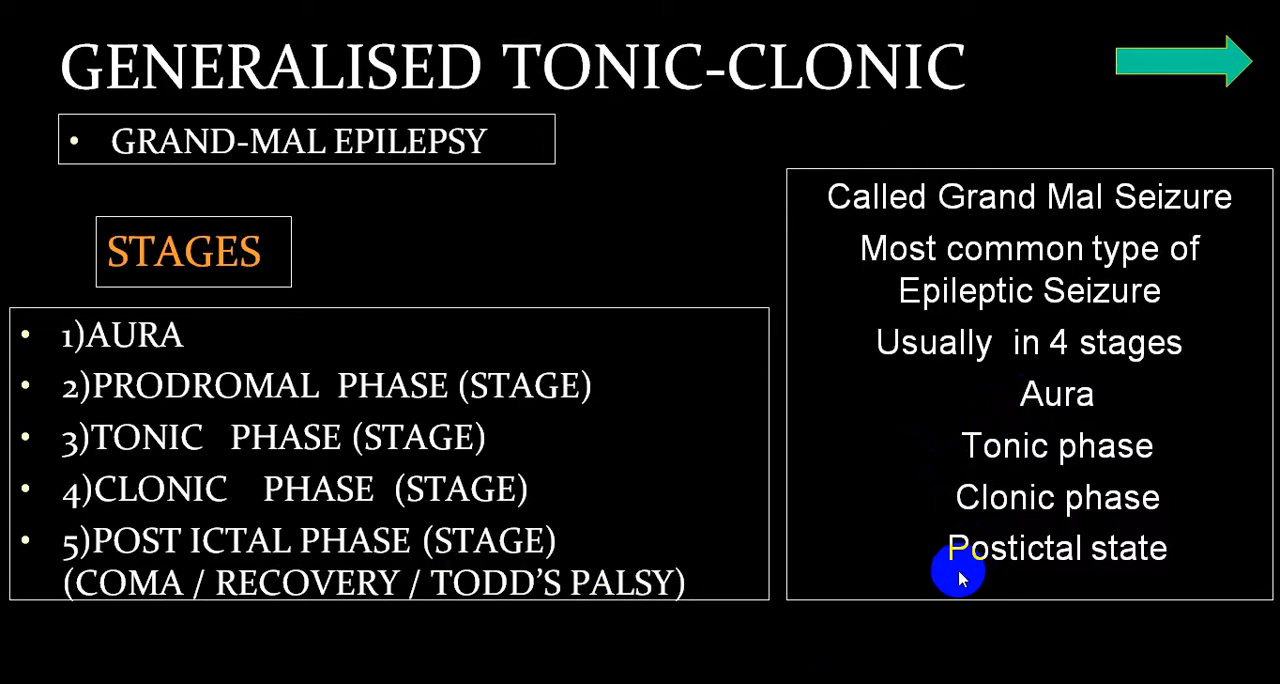 GENERALISED TONIC-CLONIC
• GRAND-MAL EPILEPSY
STAGES
• 1)AURA
• 2)PRODROMAL PHASE (STAGE)
• 3)TONIC PHASE (STAGE)
• 4)CLONIC PHASE (STAGE)
• 5)POST ICTAL PHASE (STAGE)
(COMA / RECOVERY / TODD'S PALSY)
Called Grand Mal Seizure
Most common type of
Epileptic Seizure
Usually in 4 stages
Aura
Tonic phase
Clonic phase
Postictal state